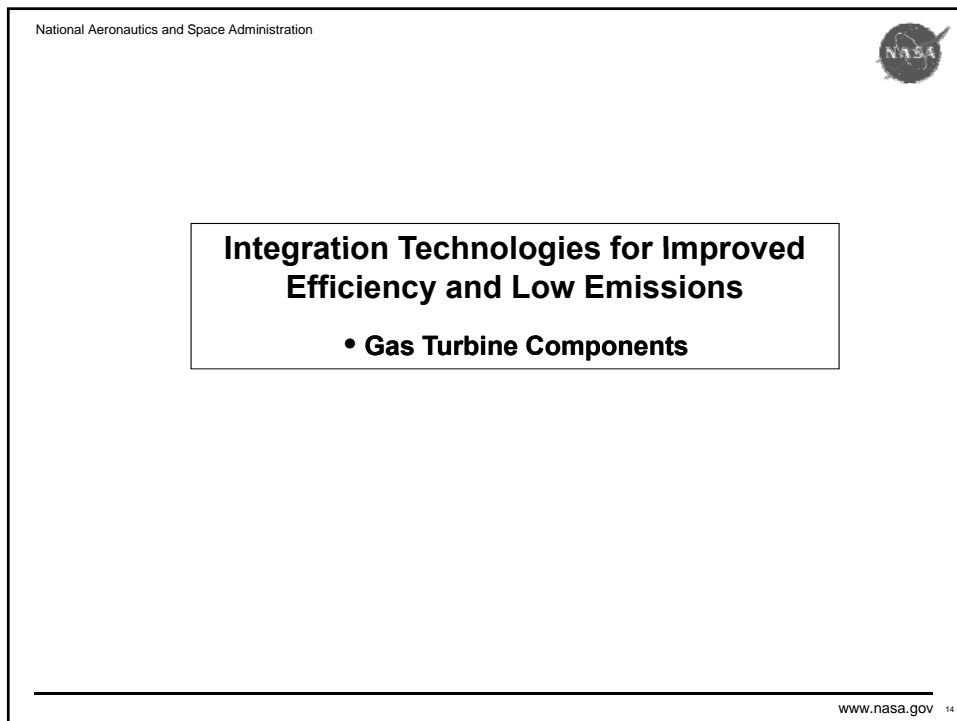 National Aeronautics and Space Administration
NASA
Integration Technologies for Improved
Efficiency and Low Emissions
• Gas Turbine Components
www.nasa.gov 14